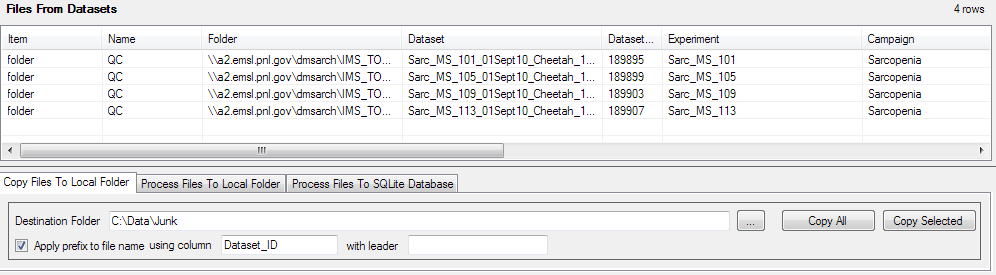 Files From Datasets 4 rows
Item Name Folder Dataset Dataset... Experiment Campaign
folder QC \\a2.emsl.pnl.gov\dmsarch\IMS_TO... Sarc_MS_101_01Sept10_Cheetah_1... 189895 Sarc_MS_101 Sarcopenia
folder QC \\a2.emsl.pnl.gov\dmsarch\IMS_TO... Sarc_MS_105_01Sept10_Cheetah_1... 189899 Sarc_MS_105 Sarcopenia
folder QC \\a2.emsl.pnl.gov\dmsarch\IMS_TO... Sarc_MS_109_01Sept10_Cheetah_1... 189903 Sarc_MS_109 Sarcopenia
folder QC \\a2.emsl.pnl.gov\dmsarch\IMS_TO... Sarc_MS_113_01Sept10_Cheetah_1... 189907 Sarc_MS_113 Sarcopenia
Copy Files To Local Folder Process Files To Local Folder Process Files To SQLite Database
Destination Folder C:\Data\Junk ... Copy All Copy Selected
Apply prefix to file name using column Dataset_ID with leader